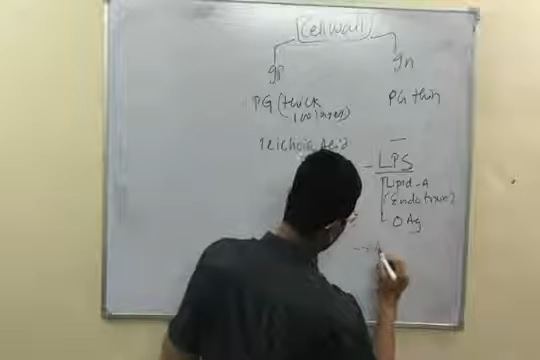 Cell wall
gp
gn
PG (thick
100 layers)
PG thin
Teichoic Acid
—
- LPS
Lipid-A
(Endotoxin)
O Ag